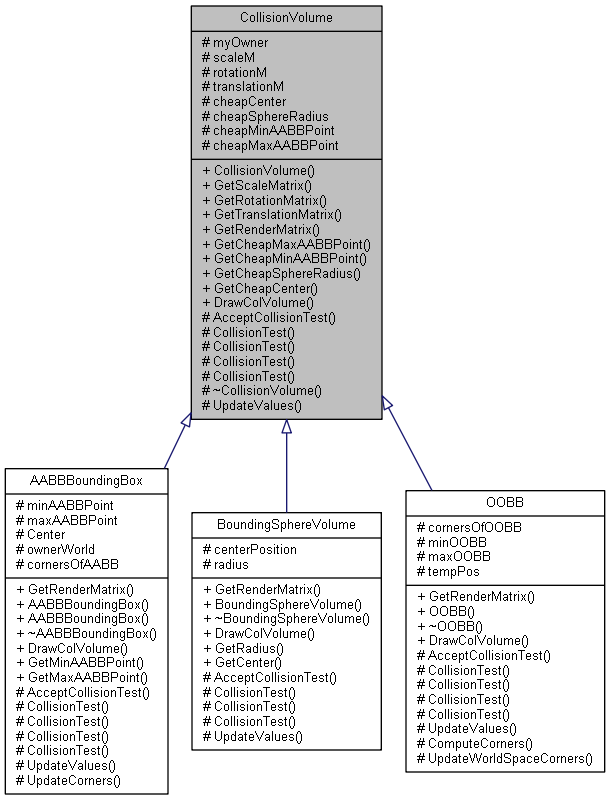 CollisionVolume
# myOwner
# scaleM
# rotationM
# translationM
# cheapCenter
# cheapSphereRadius
# cheapMinAABBPoint
# cheapMaxAABBPoint
+ CollisionVolume()
+ GetScaleMatrix()
+ GetRotationMatrix()
+ GetTranslationMatrix()
+ GetRenderMatrix()
+ GetCheapMaxAABBPoint()
+ GetCheapMinAABBPoint()
+ GetCheapSphereRadius()
+ GetCheapCenter()
+ DrawColVolume()
# AcceptCollisionTest()
# CollisionTest()
# CollisionTest()
# CollisionTest()
# CollisionTest()
# ~CollisionVolume()
# UpdateValues()
AABBBoundingBox
# minAABBPoint
# maxAABBPoint
# Center
# ownerWorld
# cornersOfAABB
+ GetRenderMatrix()
+ AABBBoundingBox()
+ AABBBoundingBox()
+ ~AABBBoundingBox()
+ DrawColVolume()
+ GetMinAABBPoint()
+ GetMaxAABBPoint()
# AcceptCollisionTest()
# CollisionTest()
# CollisionTest()
# CollisionTest()
# CollisionTest()
# UpdateValues()
# UpdateCorners()
BoundingSphereVolume
# centerPosition
# radius
+ GetRenderMatrix()
+ BoundingSphereVolume()
+ ~BoundingSphereVolume()
+ DrawColVolume()
+ GetRadius()
+ GetCenter()
# AcceptCollisionTest()
# CollisionTest()
# CollisionTest()
# CollisionTest()
# UpdateValues()
OOBB
# cornersOfOOBB
# minOOBB
# maxOOBB
# tempPos
+ GetRenderMatrix()
+ OOBB()
+ ~OOBB()
+ DrawColVolume()
# AcceptCollisionTest()
# CollisionTest()
# CollisionTest()
# CollisionTest()
# CollisionTest()
# UpdateValues()
# ComputeCorners()
# UpdateWorldSpaceCorners()